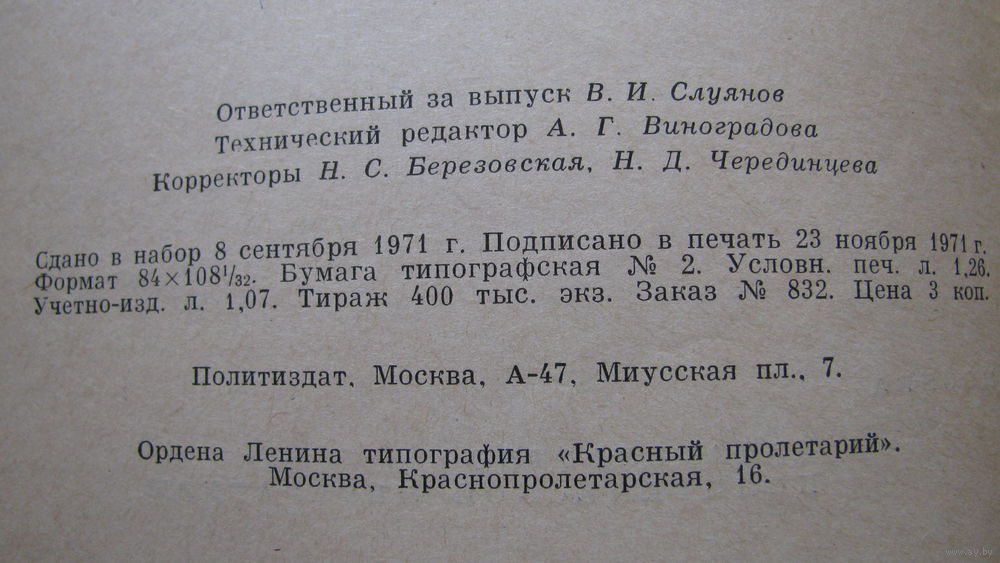 Ответственный за выпуск В. И. Слуянов
Технический редактор А. Г. Виноградова
Корректоры Н. С. Березовская, Н. Д. Черединцева
Сдано в набор 8 сентября 1971 г. Подписано в печать 23 ноября 1971 г.
Формат 84×108¹/₃₂. Бумага типографская № 2. Условн. печ. л. 1,26.
Учетно-изд. л. 1,07. Тираж 400 тыс. экз. Заказ № 832. Цена 3 коп.
Политиздат, Москва, А-47, Миусская пл., 7.
Ордена Ленина типография «Красный пролетарий».
Москва, Краснопролетарская, 16.
www.ay.by